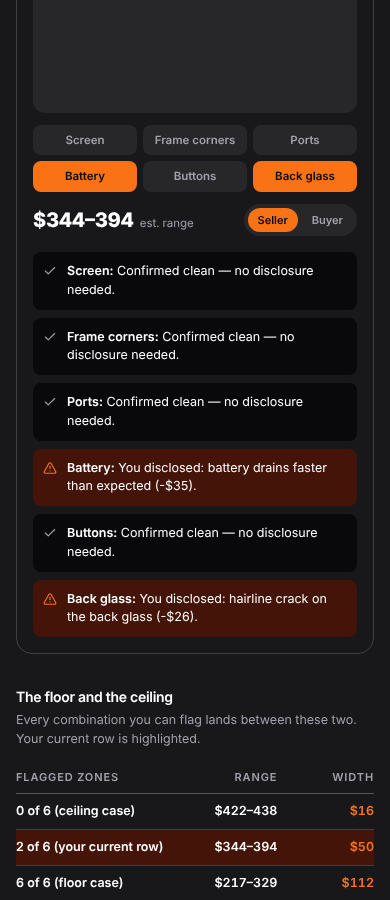 Screen
Frame corners
Ports
Battery
Buttons
Back glass
$344–394 est. range
Seller
Buyer
Screen: Confirmed clean — no disclosure
needed.
Frame corners: Confirmed clean — no
disclosure needed.
Ports: Confirmed clean — no disclosure
needed.
Battery: You disclosed: battery drains faster
than expected (-$35).
Buttons: Confirmed clean — no disclosure
needed.
Back glass: You disclosed: hairline crack on
the back glass (-$26).
The floor and the ceiling
Every combination you can flag lands between these two.
Your current row is highlighted.
FLAGGED ZONES RANGE WIDTH
0 of 6 (ceiling case) $422–438 $16
2 of 6 (your current row) $344–394 $50
6 of 6 (floor case) $217–329 $112